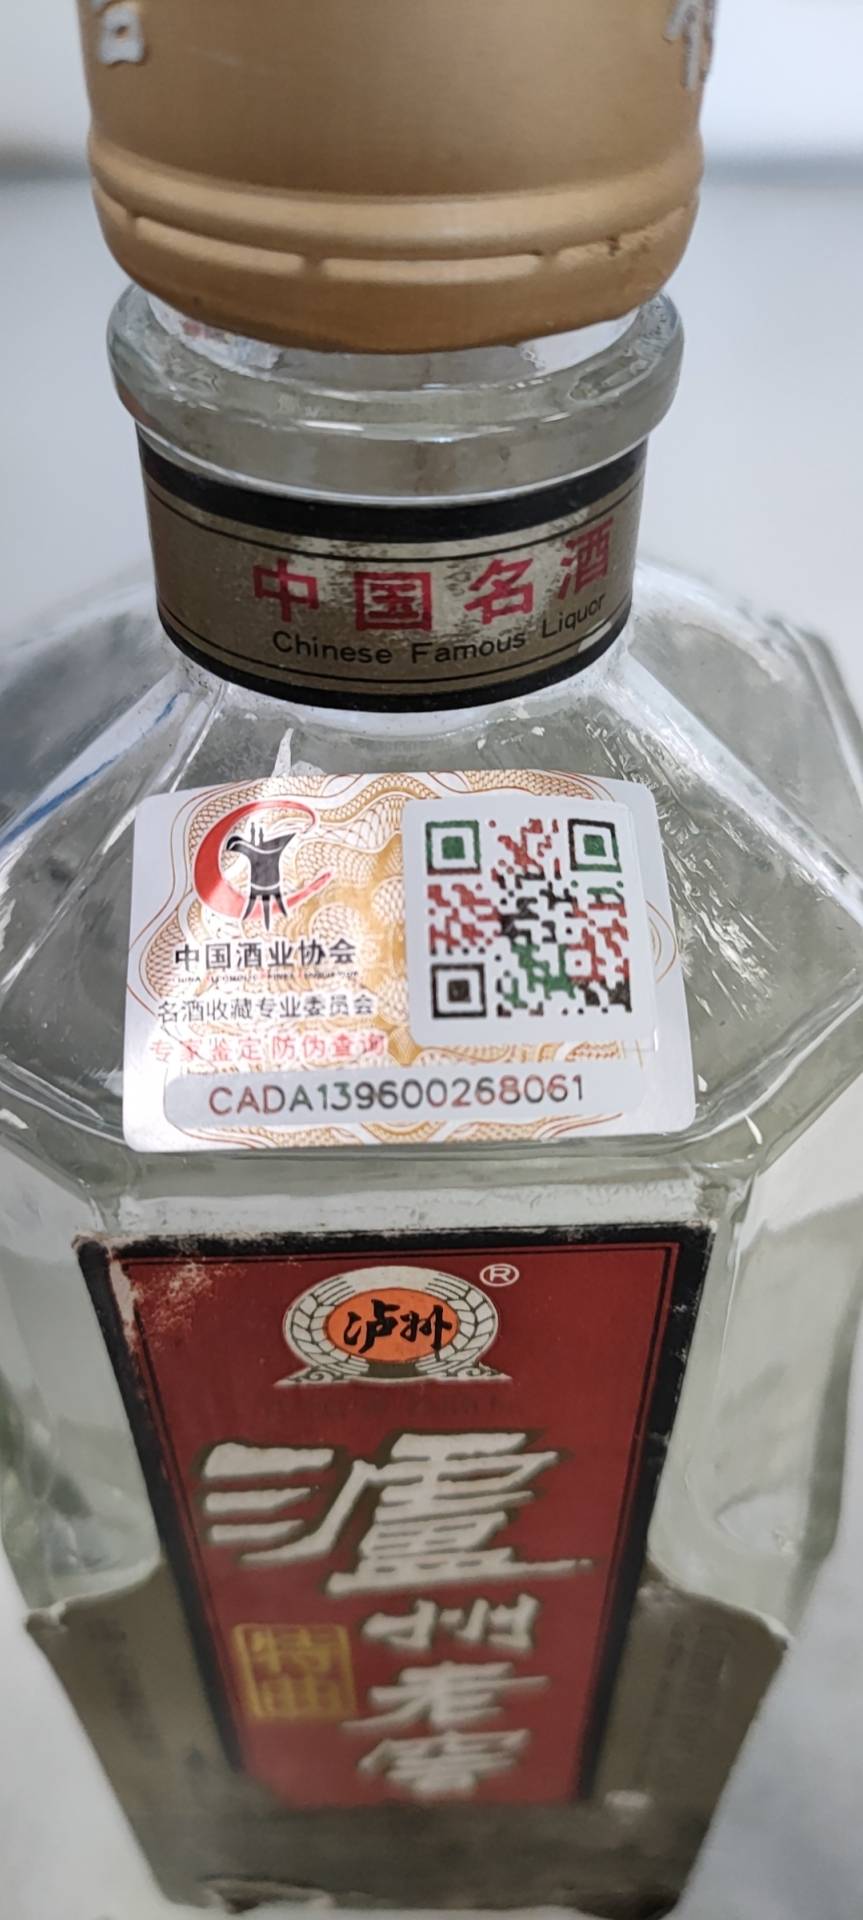 中国名酒
Chinese Famous Liquor
中国酒业协会
名酒收藏专业委员会
专家鉴定防伪查询
CADA139600268061
泸州
®
瀘州老窖
特曲